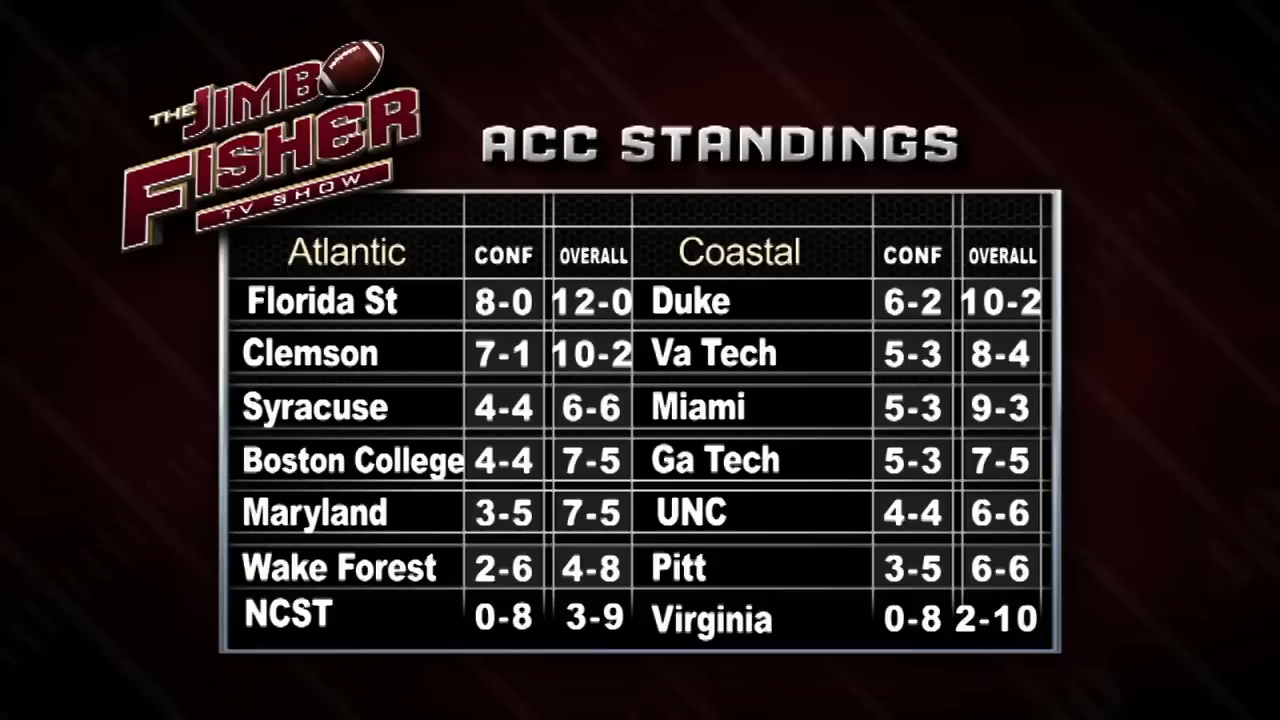 THE JIMBO
FISHER
TV SHOW
ACC STANDINGS
Atlantic CONF OVERALL Coastal CONF OVERALL
Florida St 8-0 12-0 Duke 6-2 10-2
Clemson 7-1 10-2 Va Tech 5-3 8-4
Syracuse 4-4 6-6 Miami 5-3 9-3
Boston College 4-4 7-5 Ga Tech 5-3 7-5
Maryland 3-5 7-5 UNC 4-4 6-6
Wake Forest 2-6 4-8 Pitt 3-5 6-6
NCST 0-8 3-9 Virginia 0-8 2-10